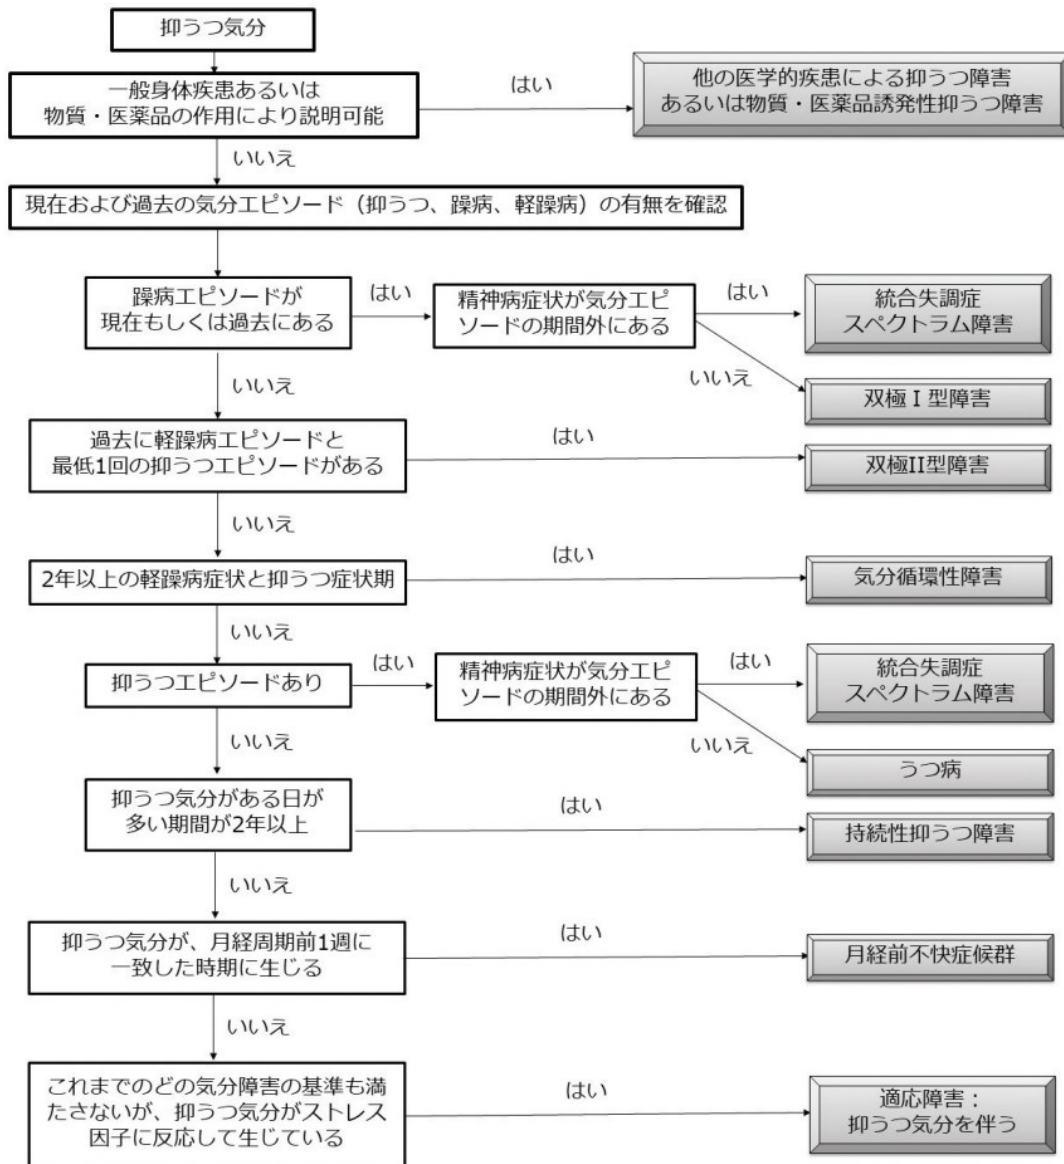 抑うつ気分
一般身体疾患あるいは
物質・医薬品の作用により説明可能
はい
他の医学的疾患による抑うつ障害
あるいは物質・医薬品誘発性抑うつ障害
いいえ
現在および過去の気分エピソード（抑うつ、躁病、軽躁病）の有無を確認
躁病エピソードが
現在もしくは過去にある
はい
精神病症状が気分エピ
ソードの期間外にある
はい
統合失調症
スペクトラム障害
いいえ
双極Ⅰ型障害
いいえ
過去に軽躁病エピソードと
最低1回の抑うつエピソードがある
はい
双極II型障害
いいえ
2年以上の軽躁病症状と抑うつ症状期
はい
気分循環性障害
いいえ
抑うつエピソードあり
はい
精神病症状が気分エピ
ソードの期間外にある
はい
統合失調症
スペクトラム障害
いいえ
うつ病
いいえ
抑うつ気分がある日が
多い期間が2年以上
はい
持続性抑うつ障害
いいえ
抑うつ気分が、月経周期前1週に
一致した時期に生じる
はい
月経前不快症候群
いいえ
これまでのどの気分障害の基準も満
たさないが、抑うつ気分がストレス
因子に反応して生じている
はい
適応障害：
抑うつ気分を伴う